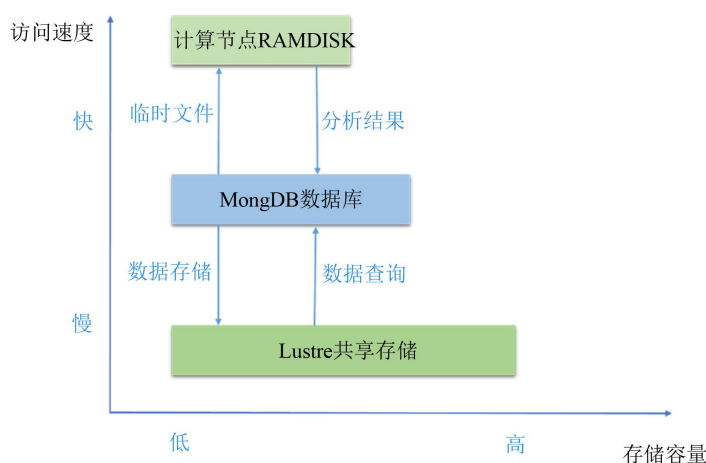 访问速度
计算节点RAMDISK
快
临时文件
分析结果
MongDB数据库
数据存储
数据查询
慢
Lustre共享存储
低
高
存储容量